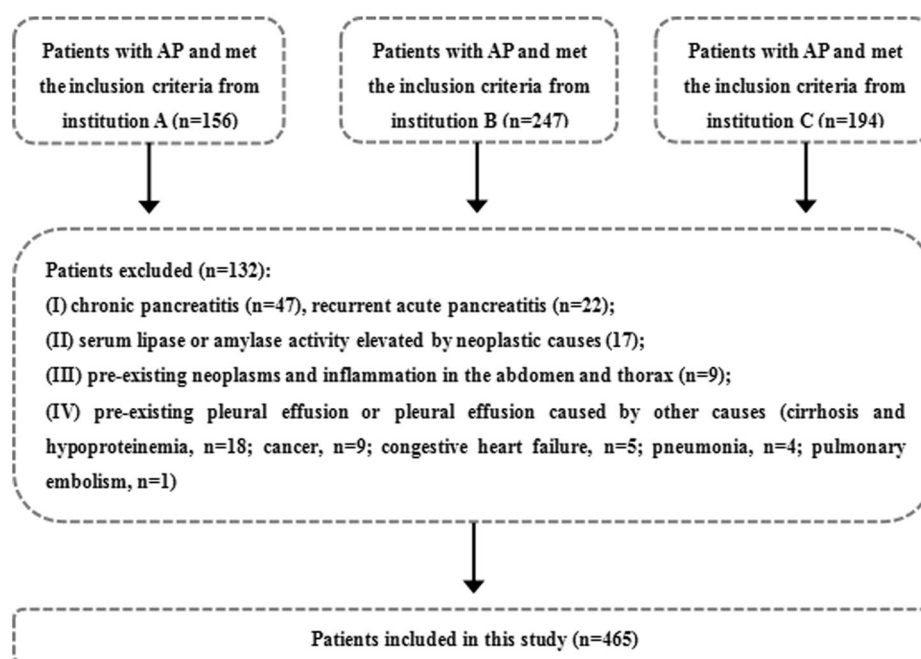 Patients with AP and met
the inclusion criteria from
institution A (n=156)
Patients with AP and met
the inclusion criteria from
institution B (n=247)
Patients with AP and met
the inclusion criteria from
institution C (n=194)
Patients excluded (n=132):
(I) chronic pancreatitis (n=47), recurrent acute pancreatitis (n=22);
(II) serum lipase or amylase activity elevated by neoplastic causes (17);
(III) pre-existing neoplasms and inflammation in the abdomen and thorax (n=9);
(IV) pre-existing pleural effusion or pleural effusion caused by other causes (cirrhosis and
hypoproteinemia, n=18; cancer, n=9; congestive heart failure, n=5; pneumonia, n=4; pulmonary
embolism, n=1)
Patients included in this study (n=465)